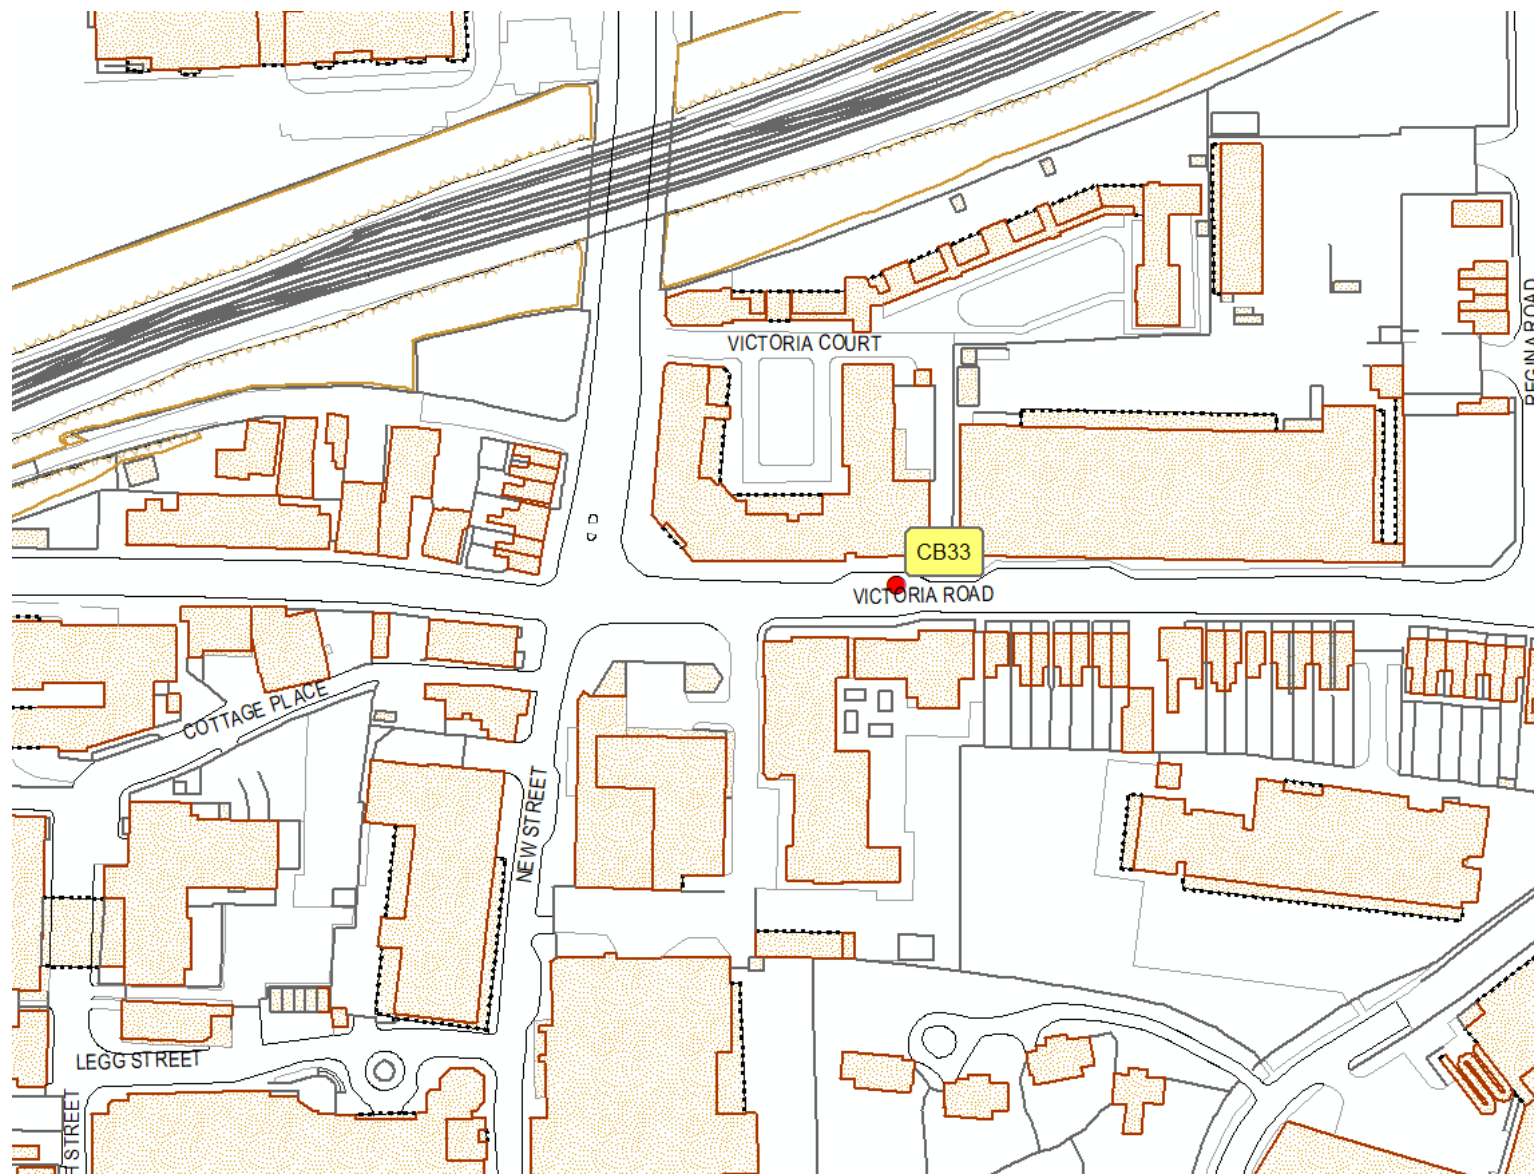 REGINA ROAD
VICTORIA COURT
CB33
VICTORIA ROAD
COTTAGE PLACE
NEW STREET
LEGG STREET
H STREET